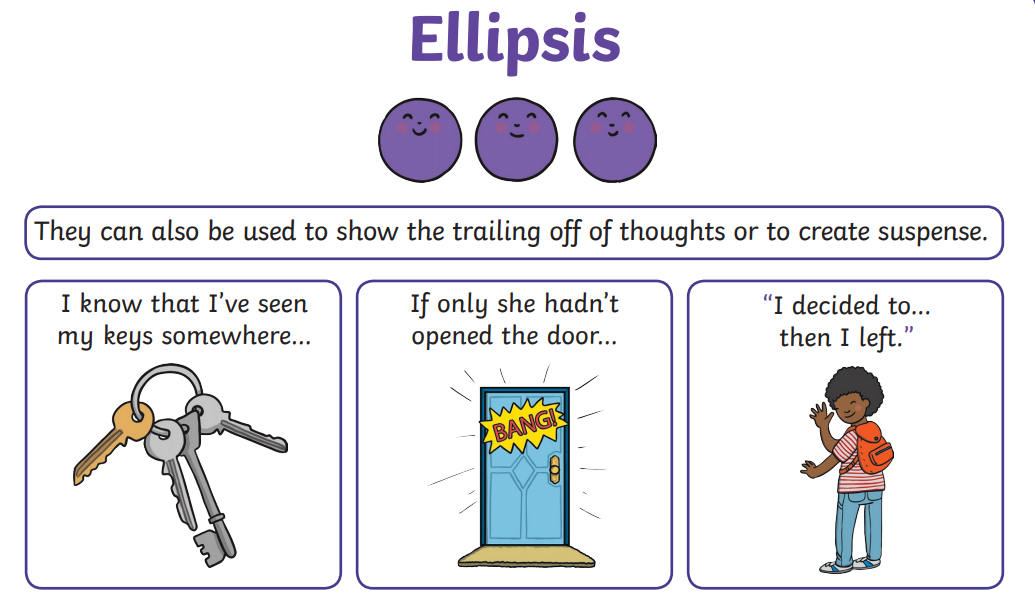 Ellipsis
They can also be used to show the trailing off of thoughts or to create suspense.
I know that I’ve seen
my keys somewhere...
If only she hadn’t
opened the door...
BANG!
“I decided to...
then I left.”